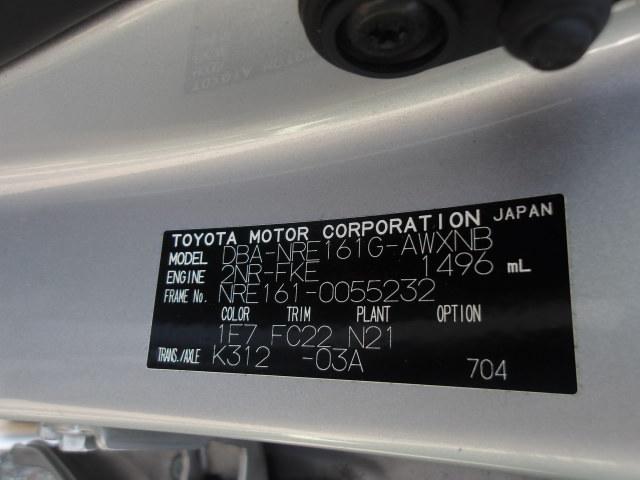 TOYOTA MOTOR CORPORATION JAPAN
MODEL DBA-NRE161G-AWXNB
ENGINE 2NR-FKE 1496 mL
FRAME No. NRE161-0055232
COLOR TRIM PLANT OPTION
1F7 FC22 N21
TRANS./AXLE K312 -03A
704